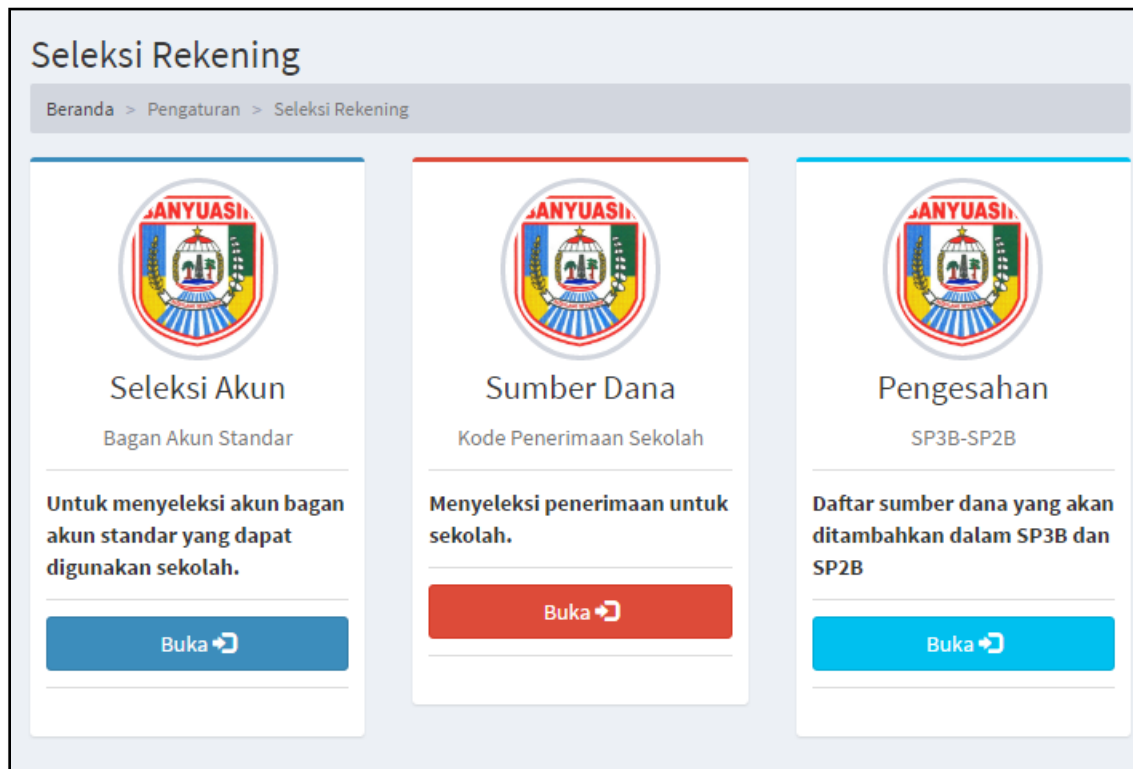 Seleksi Rekening
Beranda > Pengaturan > Seleksi Rekening
BANYUASIN
Seleksi Akun
Bagan Akun Standar
Untuk menyeleksi akun bagan
akun standar yang dapat
digunakan sekolah.
Buka
BANYUASIN
Sumber Dana
Kode Penerimaan Sekolah
Menyeleksi penerimaan untuk
sekolah.
Buka
BANYUASIN
Pengesahan
SP3B-SP2B
Daftar sumber dana yang akan
ditambahkan dalam SP3B dan
SP2B
Buka